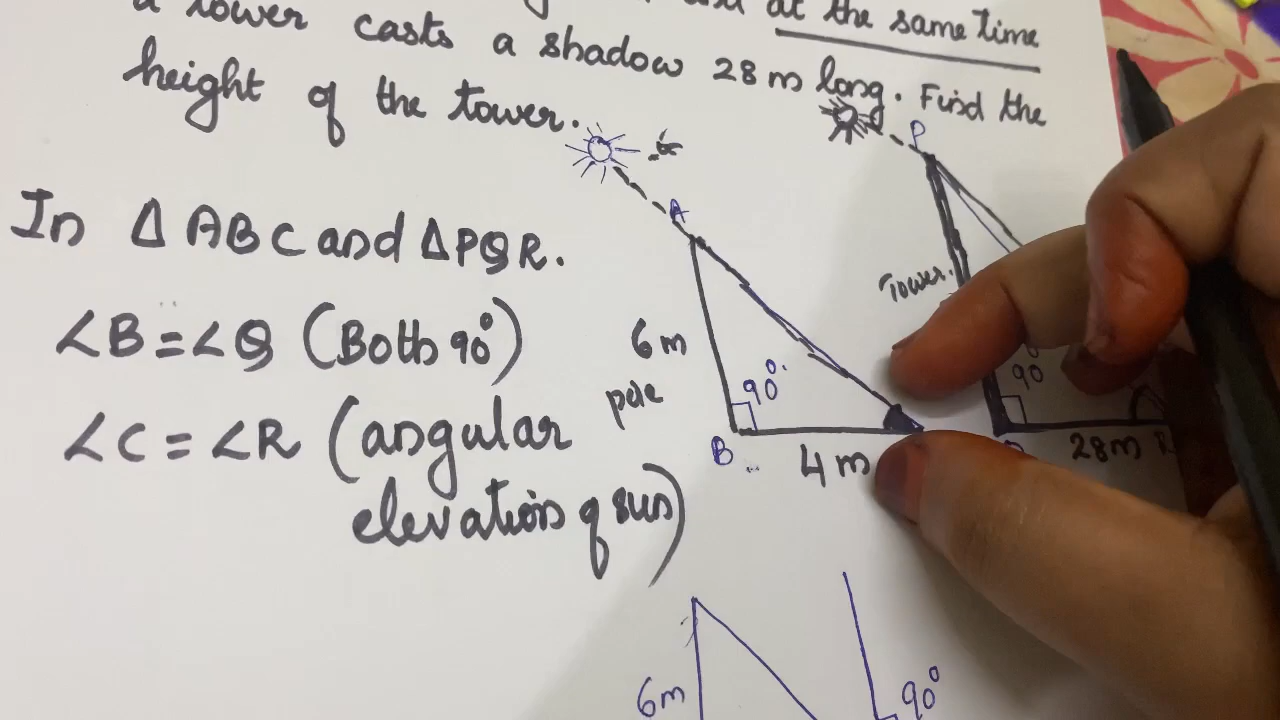 at the same time
a tower casts a shadow 28 m long. Find the
height of the tower.
In Δ ABC and ΔPQR.
∠B = ∠Q (Both 90°)
∠C = ∠R (angular
elevation of sun)
A
6 m
pole
90°
B
4 m
P
Tower.
90
28m
R
6m
90°